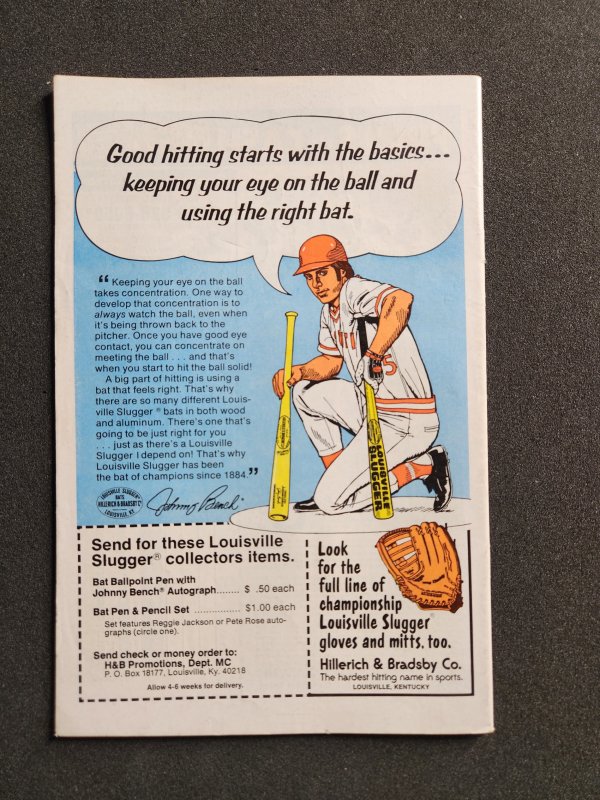 Good hitting starts with the basics...
keeping your eye on the ball and
using the right bat.
“ Keeping your eye on the ball
takes concentration. One way to
develop that concentration is to
always watch the ball, even when
it's being thrown back to the
pitcher. Once you have good eye
contact, you can concentrate on
meeting the ball . . . and that's
when you start to hit the ball solid!
A big part of hitting is using a
bat that feels right. That's why
there are so many different Louis-
ville Slugger ® bats in both wood
and aluminum. There's one that's
going to be just right for you
. . . just as there's a Louisville
Slugger I depend on! That's why
Louisville Slugger has been
the bat of champions since 1884.”
LOUISVILLE SLUGGER
BATS
HILLERICH & BRADSBY Co
LOUISVILLE, KY.
Johnny Bench
5
LOUISVILLE
SLUGGER
Send for these Louisville
Slugger® collectors items.
Bat Ballpoint Pen with
Johnny Bench® Autograph....... $ .50 each
Bat Pen & Pencil Set ................ $1.00 each
Set features Reggie Jackson or Pete Rose auto-
graphs (circle one).
Send check or money order to:
H&B Promotions, Dept. MC
P. O. Box 18177, Louisville, Ky. 40218
Allow 4-6 weeks for delivery.
Look
for the
full line of
championship
Louisville Slugger
gloves and mitts, too.
Hillerich & Bradsby Co.
The hardest hitting name in sports.
LOUISVILLE, KENTUCKY